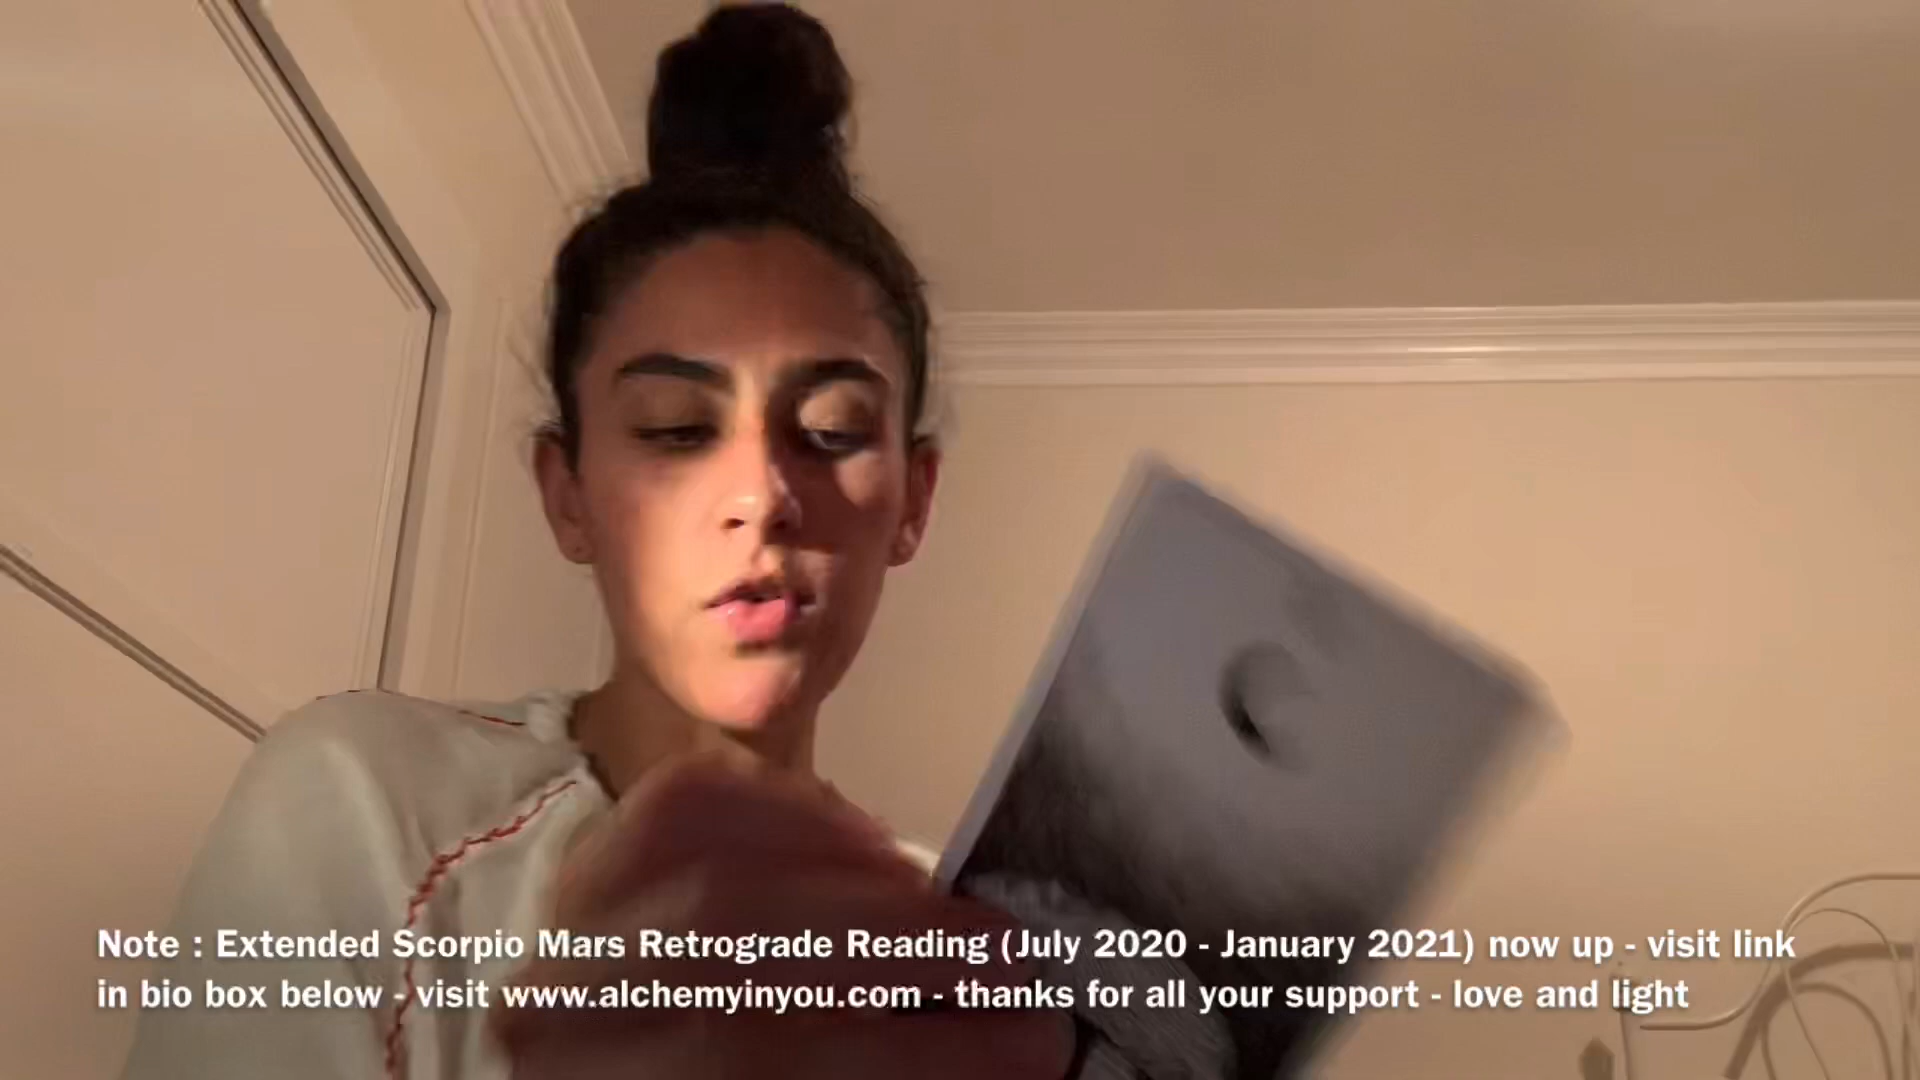 Note : Extended Scorpio Mars Retrograde Reading (July 2020 - January 2021) now up - visit link
in bio box below - visit www.alchemyinyou.com - thanks for all your support - love and light